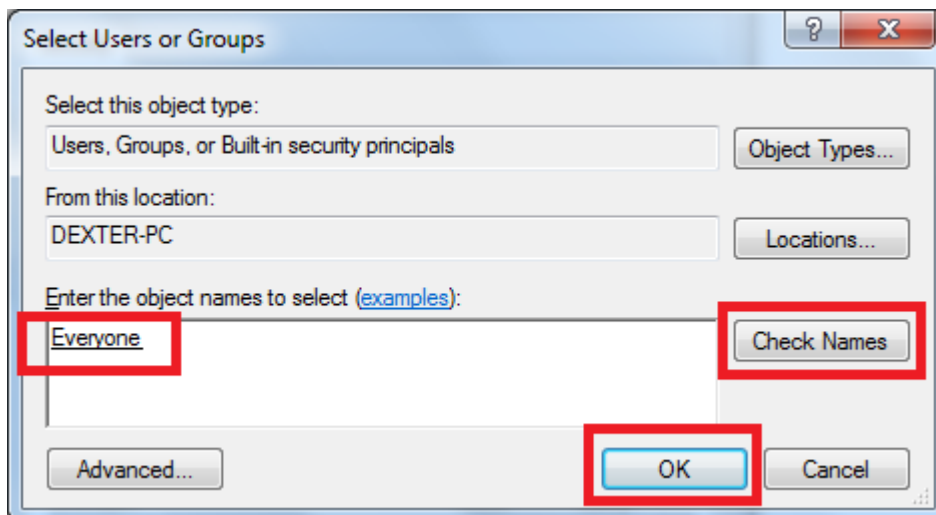 Select Users or Groups
Select this object type:
Users, Groups, or Built-in security principals
Object Types...
From this location:
DEXTER-PC
Locations...
Enter the object names to select (examples):
Everyone
Check Names
Advanced...
OK
Cancel